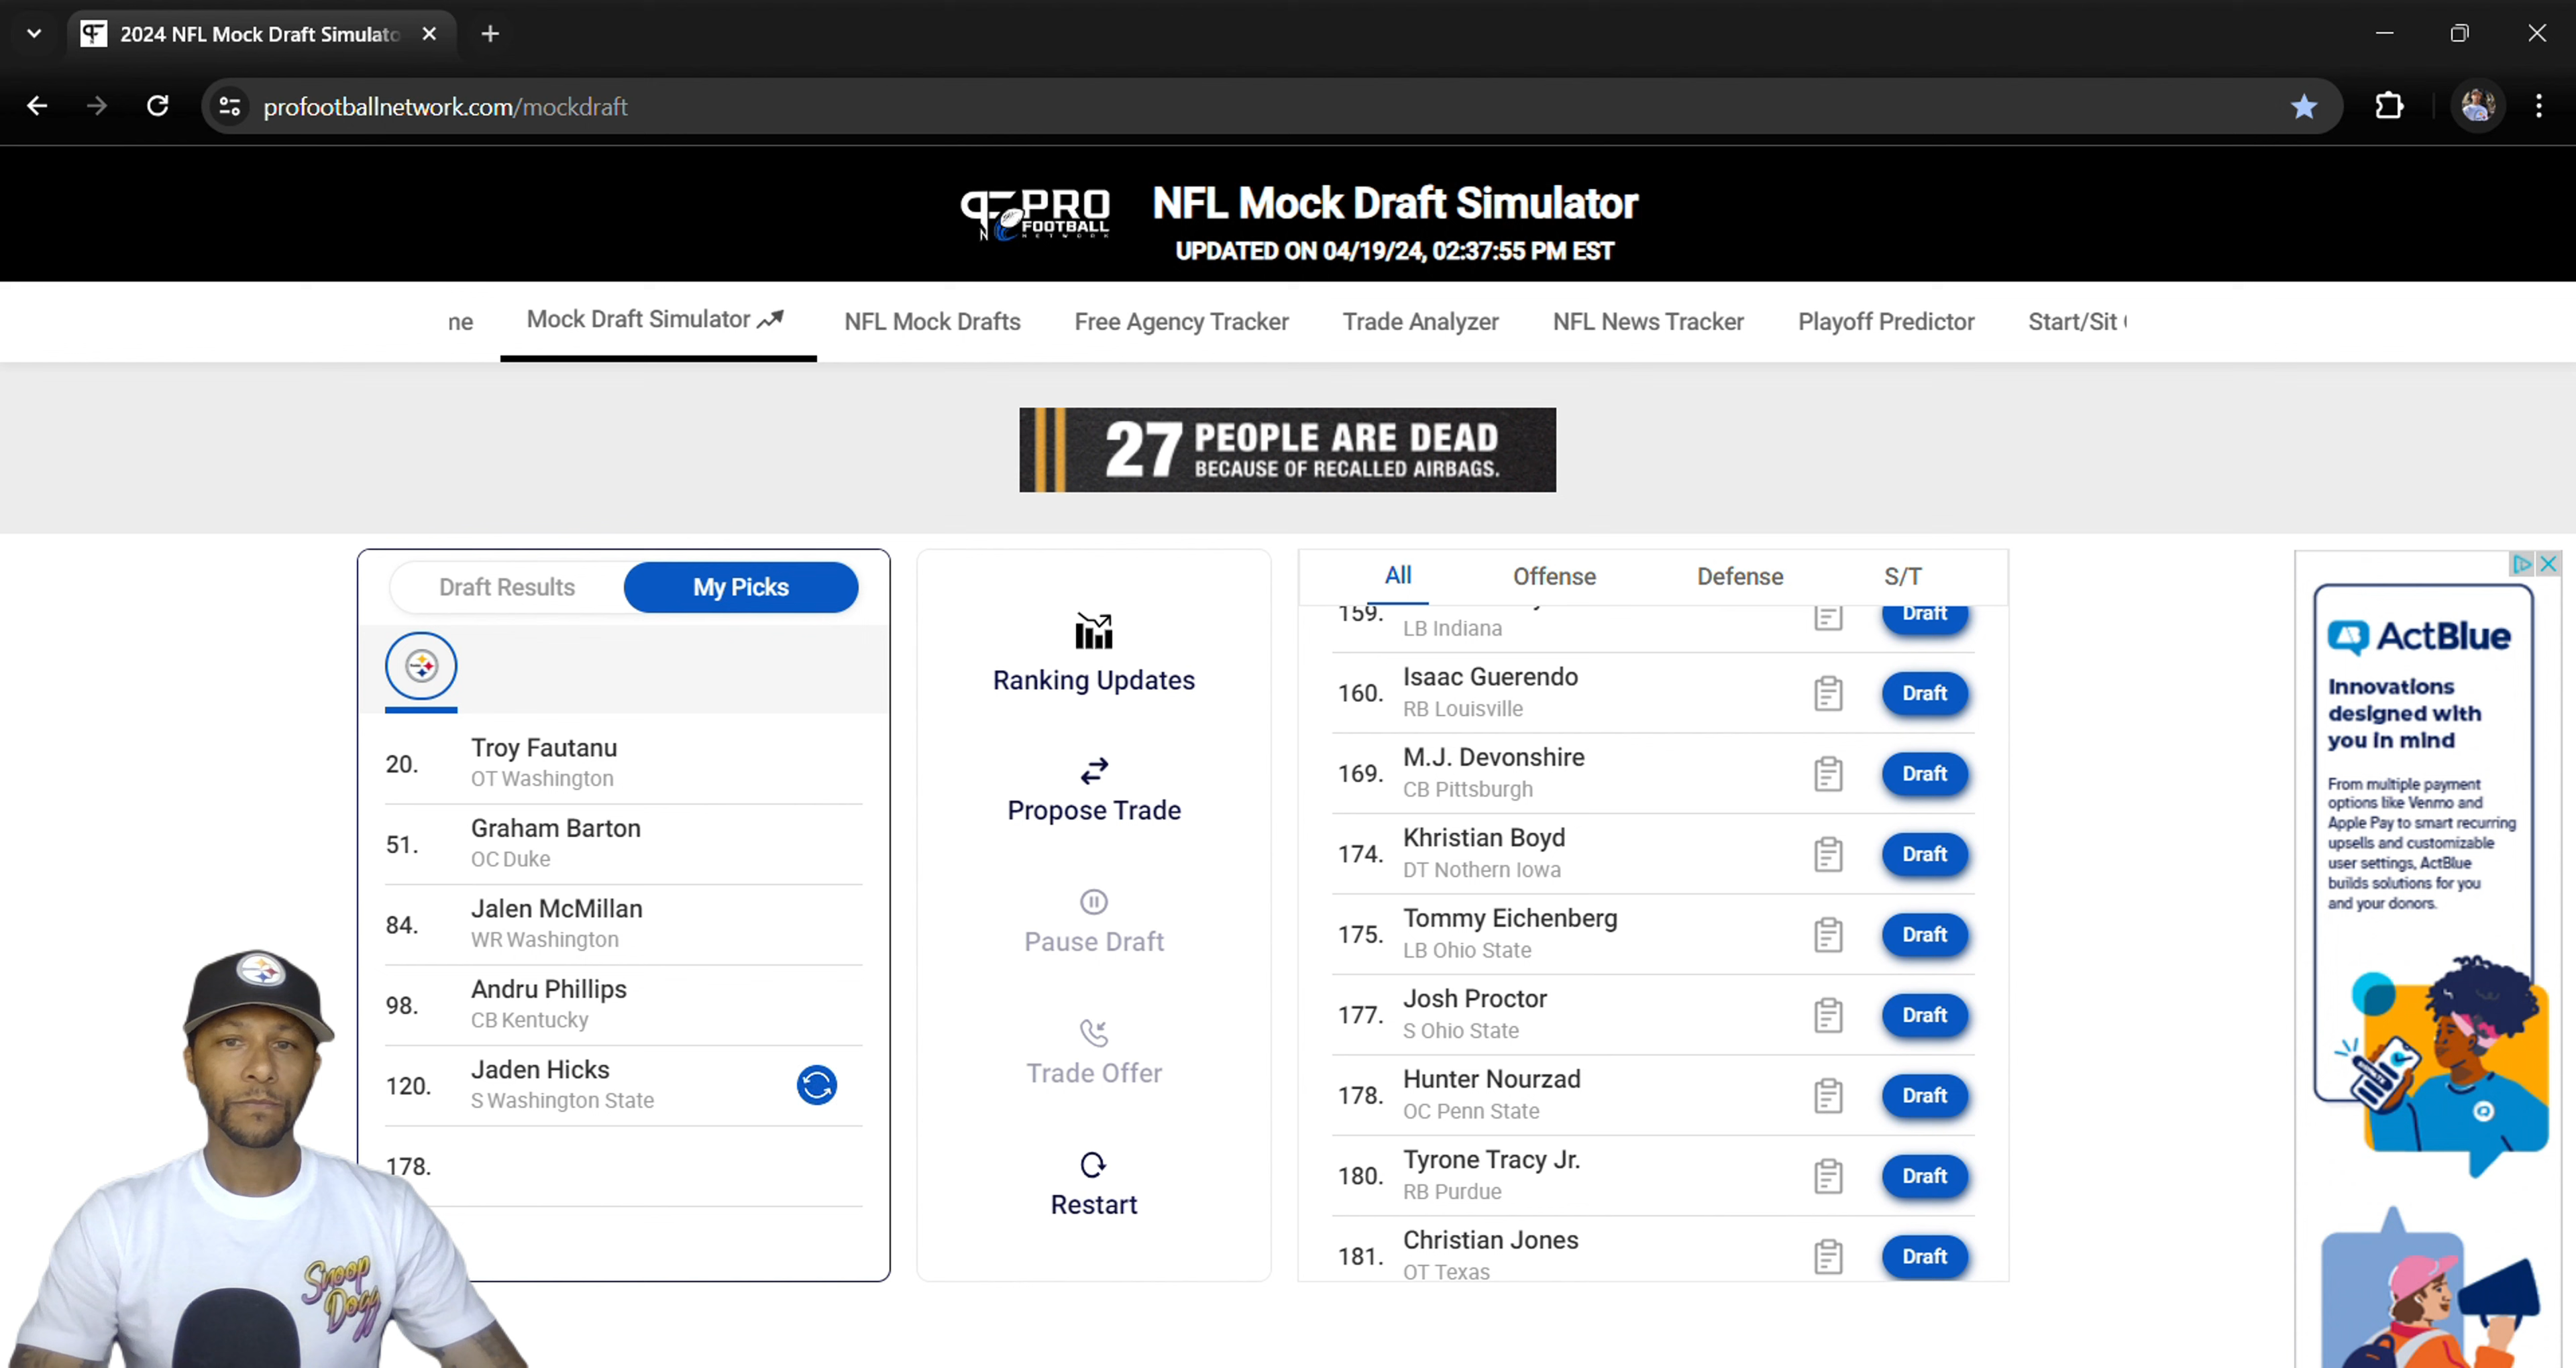 2024 NFL Mock Draft Simulato
profootballnetwork.com/mockdraft
PRO
FOOTBALL
NETWORK
NFL Mock Draft Simulator
UPDATED ON 04/19/24, 02:37:55 PM EST
ne
Mock Draft Simulator
NFL Mock Drafts
Free Agency Tracker
Trade Analyzer
NFL News Tracker
Playoff Predictor
Start/Sit
27 PEOPLE ARE DEAD
BECAUSE OF RECALLED AIRBAGS.
Draft Results
My Picks
20. Troy Fautanu
OT Washington
51. Graham Barton
OC Duke
84. Jalen McMillan
WR Washington
98. Andru Phillips
CB Kentucky
120. Jaden Hicks
S Washington State
178.
Ranking Updates
Propose Trade
Pause Draft
Trade Offer
Restart
All
Offense
Defense
S/T
159. Draft
LB Indiana
160. Isaac Guerendo Draft
RB Louisville
169. M.J. Devonshire Draft
CB Pittsburgh
174. Khristian Boyd Draft
DT Nothern Iowa
175. Tommy Eichenberg Draft
LB Ohio State
177. Josh Proctor Draft
S Ohio State
178. Hunter Nourzad Draft
OC Penn State
180. Tyrone Tracy Jr. Draft
RB Purdue
181. Christian Jones Draft
OT Texas
ActBlue
Innovations
designed with
you in mind
From multiple payment
options like Venmo and
Apple Pay to smart recurring
upsells and customizable
user settings, ActBlue
builds solutions for you
and your donors.
Snoop
Dogg